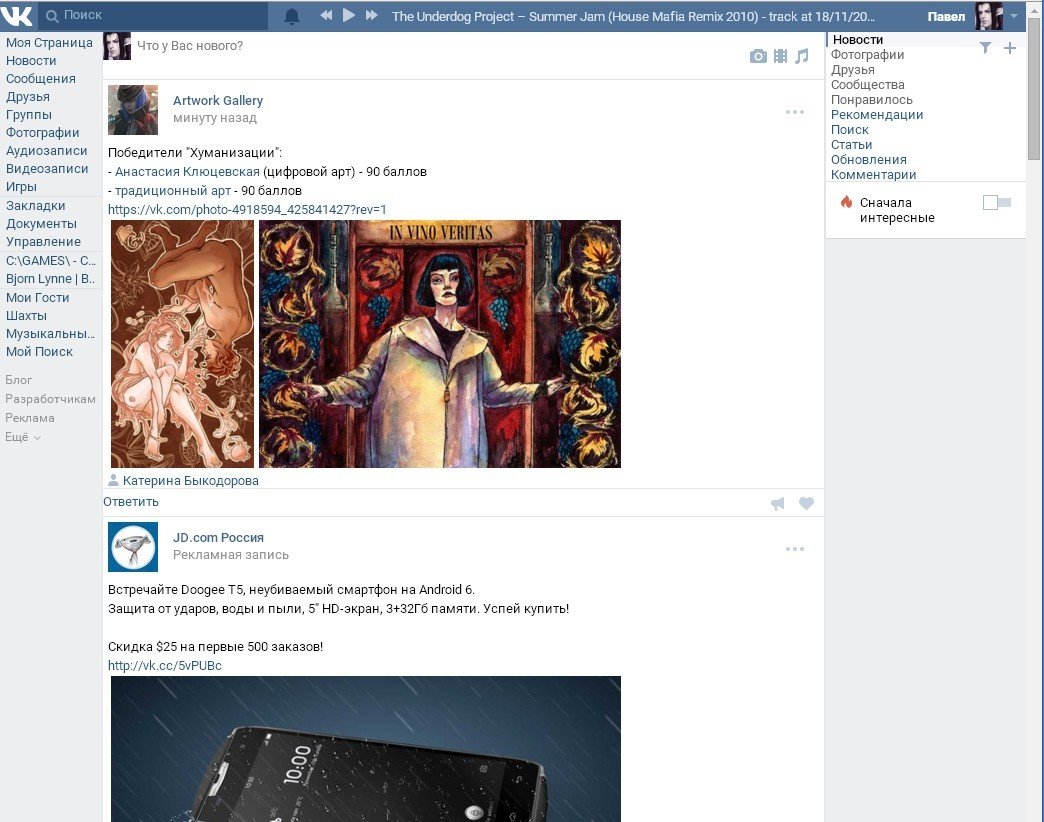 VK
Поиск
The Underdog Project – Summer Jam (House Mafia Remix 2010) - track at 18/11/20...
Павел
Моя Страница
Новости
Сообщения
Друзья
Группы
Фотографии
Аудиозаписи
Видеозаписи
Игры
Закладки
Документы
Управление
C:\GAMES\ - C...
Bjorn Lynne | B..
Мои Гости
Шахты
Музыкальны...
Мой Поиск
Блог
Разработчикам
Реклама
Ещё
Что у Вас нового?
Artwork Gallery
минуту назад
Победители "Хуманизации":
- Анастасия Клюцевская (цифровой арт) - 90 баллов
- традиционный арт - 90 баллов
https://vk.com/photo-4918594_425841427?rev=1
IN VINO VERITAS
Катерина Быкодорова
Ответить
JD.com Россия
Рекламная запись
Встречайте Doogee T5, неубиваемый смартфон на Android 6.
Защита от ударов, воды и пыли, 5" HD-экран, 3+32Гб памяти. Успей купить!
Скидка $25 на первые 500 заказов!
http://vk.cc/5vPUBc
10:00
Новости
Фотографии
Друзья
Сообщества
Понравилось
Рекомендации
Поиск
Статьи
Обновления
Комментарии
Сначала
интересные